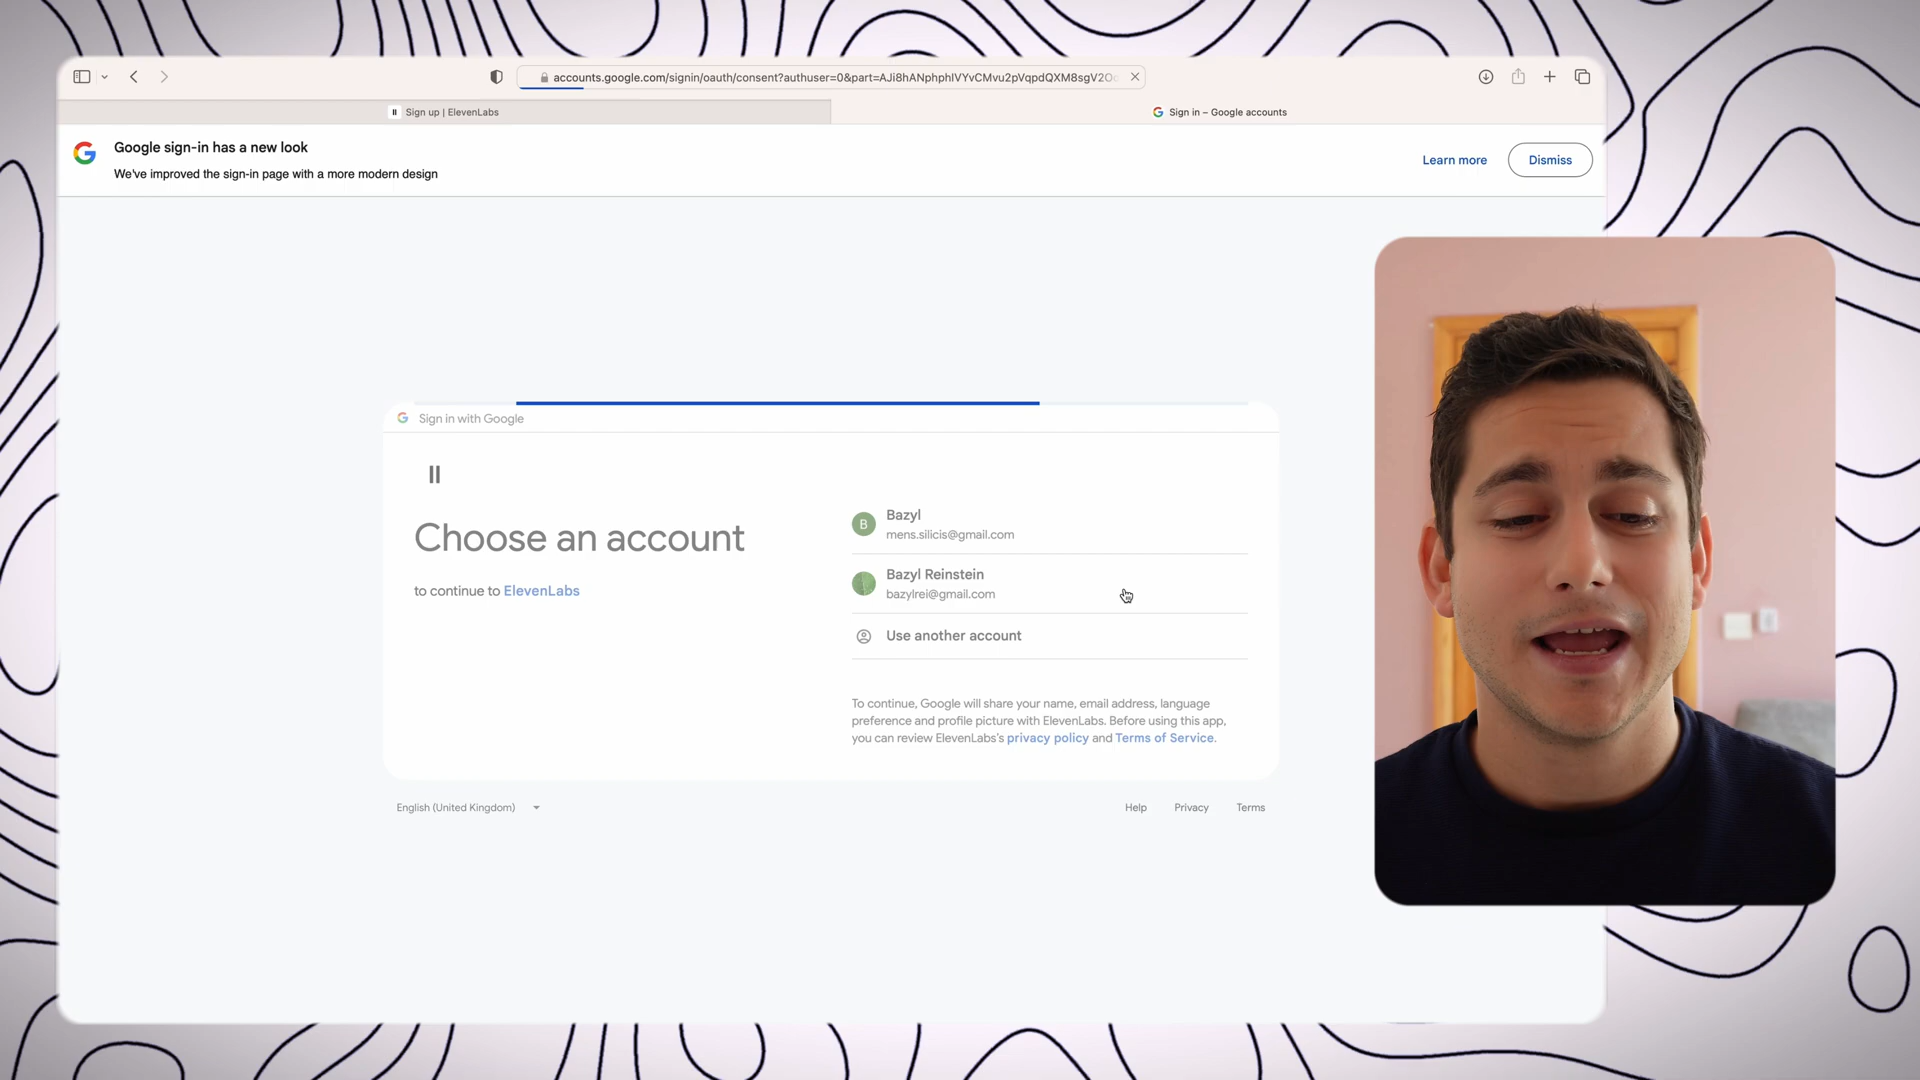 accounts.google.com/signin/oauth/consent?authuser=0&part=AJi8hANphphIVYvCMvu2pVqpdQXM8sgV2O
Sign up | ElevenLabs
Sign in – Google accounts
Google sign-in has a new look
We've improved the sign-in page with a more modern design
Learn more
Dismiss
Sign in with Google
Choose an account
to continue to ElevenLabs
B
Bazyl
mens.silicis@gmail.com
Bazyl Reinstein
bazylrei@gmail.com
Use another account
To continue, Google will share your name, email address, language
preference and profile picture with ElevenLabs. Before using this app,
you can review ElevenLabs's privacy policy and Terms of Service.
English (United Kingdom)
Help
Privacy
Terms